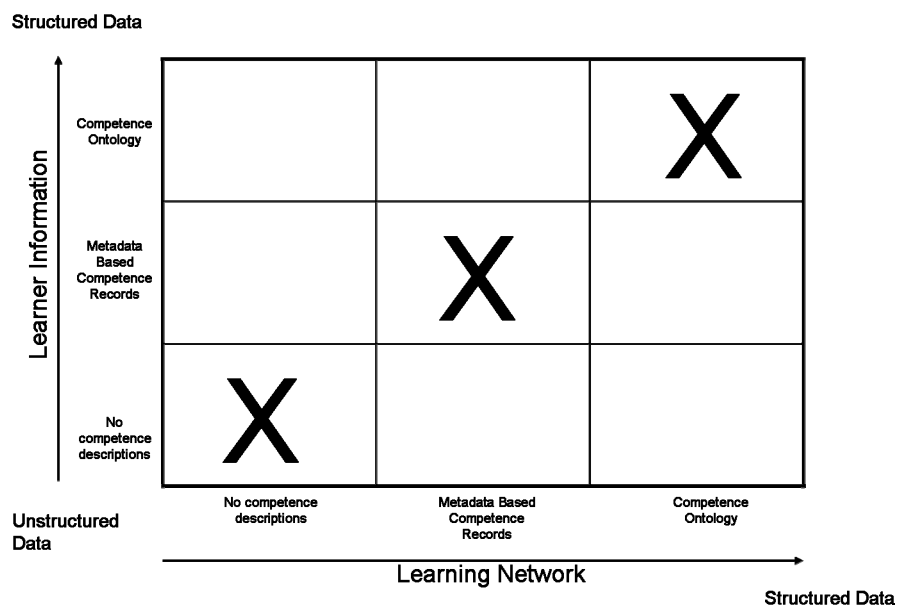 Structured Data
Learner Information
Competence
Ontology
X
Metadata
Based
Competence
Records
X
No
competence
descriptions
X
No competence
descriptions
Metadata Based
Competence
Records
Competence
Ontology
Unstructured
Data
Learning Network
Structured Data